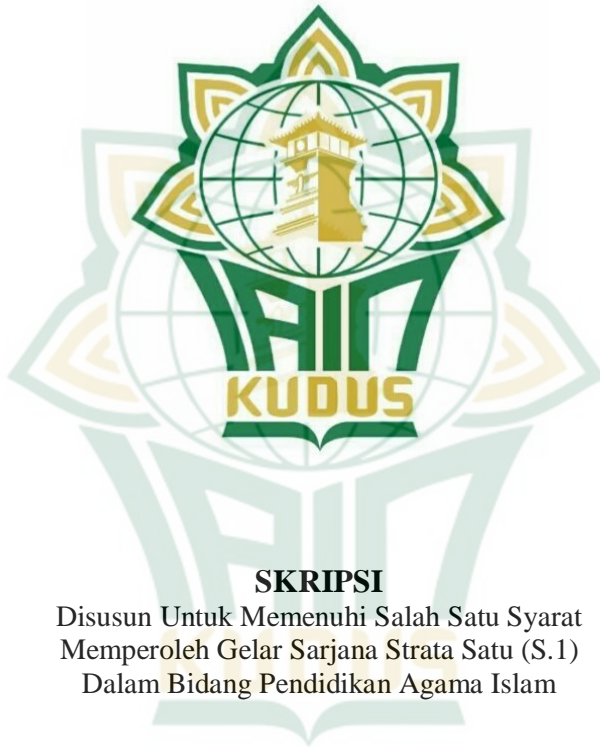 IAIN
KUDUS
SKRIPSI
Disusun Untuk Memenuhi Salah Satu Syarat
Memperoleh Gelar Sarjana Strata Satu (S.1)
Dalam Bidang Pendidikan Agama Islam